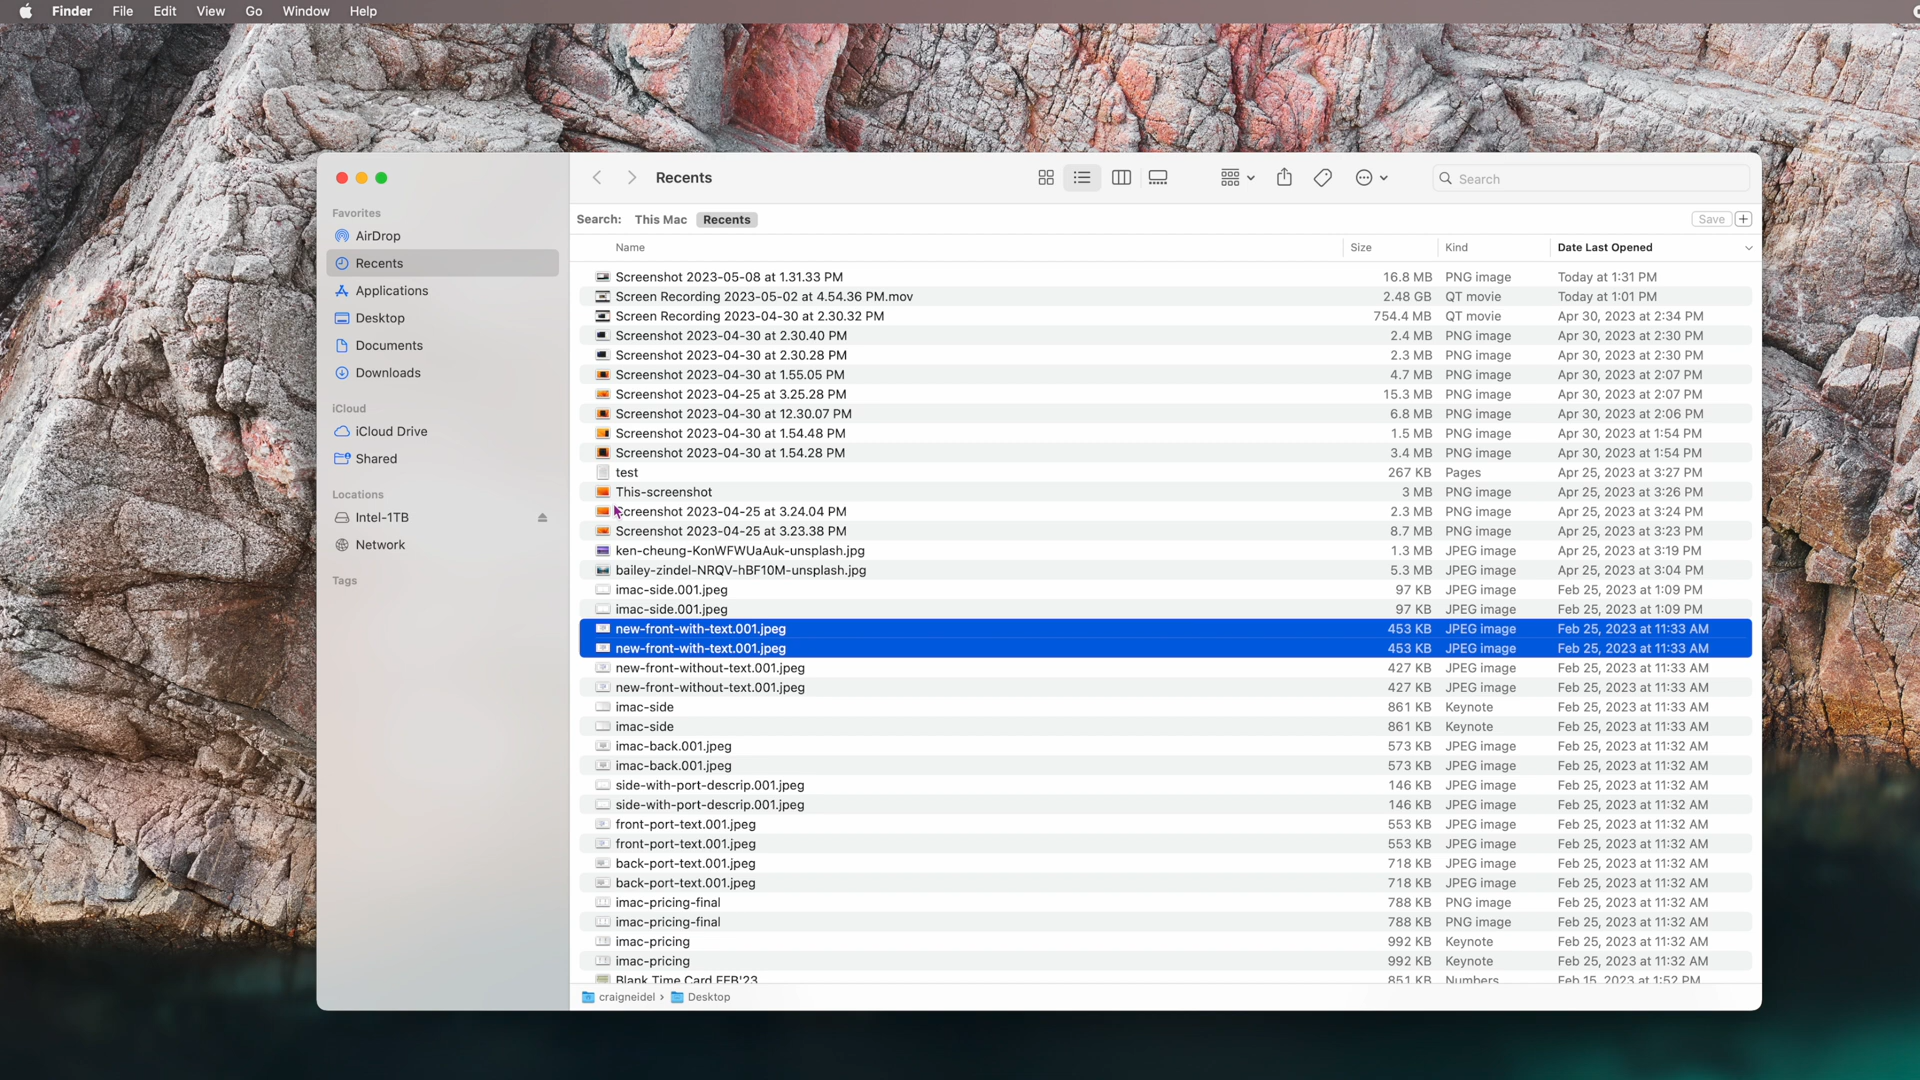 Finder File Edit View Go Window Help
Recents
Search
Search: This Mac Recents Save
Name Size Kind Date Last Opened
Favorites
AirDrop
Recents
Applications
Desktop
Documents
Downloads
iCloud
iCloud Drive
Shared
Locations
Intel-1TB
Network
Tags
Screenshot 2023-05-08 at 1.31.33 PM 16.8 MB PNG image Today at 1:31 PM
Screen Recording 2023-05-02 at 4.54.36 PM.mov 2.48 GB QT movie Today at 1:01 PM
Screen Recording 2023-04-30 at 2.30.32 PM 754.4 MB QT movie Apr 30, 2023 at 2:34 PM
Screenshot 2023-04-30 at 2.30.40 PM 2.4 MB PNG image Apr 30, 2023 at 2:30 PM
Screenshot 2023-04-30 at 2.30.28 PM 2.3 MB PNG image Apr 30, 2023 at 2:30 PM
Screenshot 2023-04-30 at 1.55.05 PM 4.7 MB PNG image Apr 30, 2023 at 2:07 PM
Screenshot 2023-04-25 at 3.25.28 PM 15.3 MB PNG image Apr 30, 2023 at 2:07 PM
Screenshot 2023-04-30 at 12.30.07 PM 6.8 MB PNG image Apr 30, 2023 at 2:06 PM
Screenshot 2023-04-30 at 1.54.48 PM 1.5 MB PNG image Apr 30, 2023 at 1:54 PM
Screenshot 2023-04-30 at 1.54.28 PM 3.4 MB PNG image Apr 30, 2023 at 1:54 PM
test 267 KB Pages Apr 25, 2023 at 3:27 PM
This-screenshot 3 MB PNG image Apr 25, 2023 at 3:26 PM
Screenshot 2023-04-25 at 3.24.04 PM 2.3 MB PNG image Apr 25, 2023 at 3:24 PM
Screenshot 2023-04-25 at 3.23.38 PM 8.7 MB PNG image Apr 25, 2023 at 3:23 PM
ken-cheung-KonWFWUaAuk-unsplash.jpg 1.3 MB JPEG image Apr 25, 2023 at 3:19 PM
bailey-zindel-NRQV-hBF10M-unsplash.jpg 5.3 MB JPEG image Apr 25, 2023 at 3:04 PM
imac-side.001.jpeg 97 KB JPEG image Feb 25, 2023 at 1:09 PM
imac-side.001.jpeg 97 KB JPEG image Feb 25, 2023 at 1:09 PM
new-front-with-text.001.jpeg 453 KB JPEG image Feb 25, 2023 at 11:33 AM
new-front-with-text.001.jpeg 453 KB JPEG image Feb 25, 2023 at 11:33 AM
new-front-without-text.001.jpeg 427 KB JPEG image Feb 25, 2023 at 11:33 AM
new-front-without-text.001.jpeg 427 KB JPEG image Feb 25, 2023 at 11:33 AM
imac-side 861 KB Keynote Feb 25, 2023 at 11:33 AM
imac-side 861 KB Keynote Feb 25, 2023 at 11:33 AM
imac-back.001.jpeg 573 KB JPEG image Feb 25, 2023 at 11:32 AM
imac-back.001.jpeg 573 KB JPEG image Feb 25, 2023 at 11:32 AM
side-with-port-descrip.001.jpeg 146 KB JPEG image Feb 25, 2023 at 11:32 AM
side-with-port-descrip.001.jpeg 146 KB JPEG image Feb 25, 2023 at 11:32 AM
front-port-text.001.jpeg 553 KB JPEG image Feb 25, 2023 at 11:32 AM
front-port-text.001.jpeg 553 KB JPEG image Feb 25, 2023 at 11:32 AM
back-port-text.001.jpeg 718 KB JPEG image Feb 25, 2023 at 11:32 AM
back-port-text.001.jpeg 718 KB JPEG image Feb 25, 2023 at 11:32 AM
imac-pricing-final 788 KB PNG image Feb 25, 2023 at 11:32 AM
imac-pricing-final 788 KB PNG image Feb 25, 2023 at 11:32 AM
imac-pricing 992 KB Keynote Feb 25, 2023 at 11:32 AM
imac-pricing 992 KB Keynote Feb 25, 2023 at 11:32 AM
Blank Time Card FEB'23 851 KB Numbers Feb 15, 2023 at 1:52 PM
craigneidel › Desktop